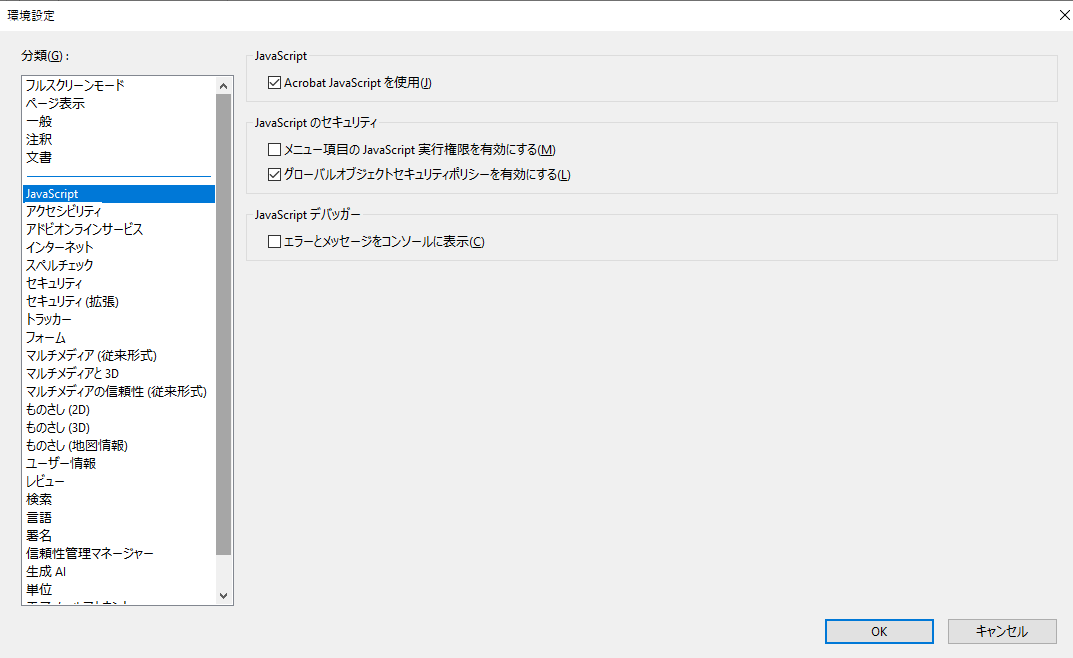 環境設定
分類(G) :
フルスクリーンモード
ページ表示
一般
注釈
文書
JavaScript
アクセシビリティ
アドビオンラインサービス
インターネット
スペルチェック
セキュリティ
セキュリティ (拡張)
トラッカー
フォーム
マルチメディア (従来形式)
マルチメディアと 3D
マルチメディアの信頼性 (従来形式)
ものさし (2D)
ものさし (3D)
ものさし (地図情報)
ユーザー情報
レビュー
検索
言語
署名
信頼性管理マネージャー
生成 AI
単位
JavaScript
Acrobat JavaScript を使用(J)
JavaScript のセキュリティ
メニュー項目の JavaScript 実行権限を有効にする(M)
グローバルオブジェクトセキュリティポリシーを有効にする(L)
JavaScript デバッガー
エラーとメッセージをコンソールに表示(C)
OK
キャンセル